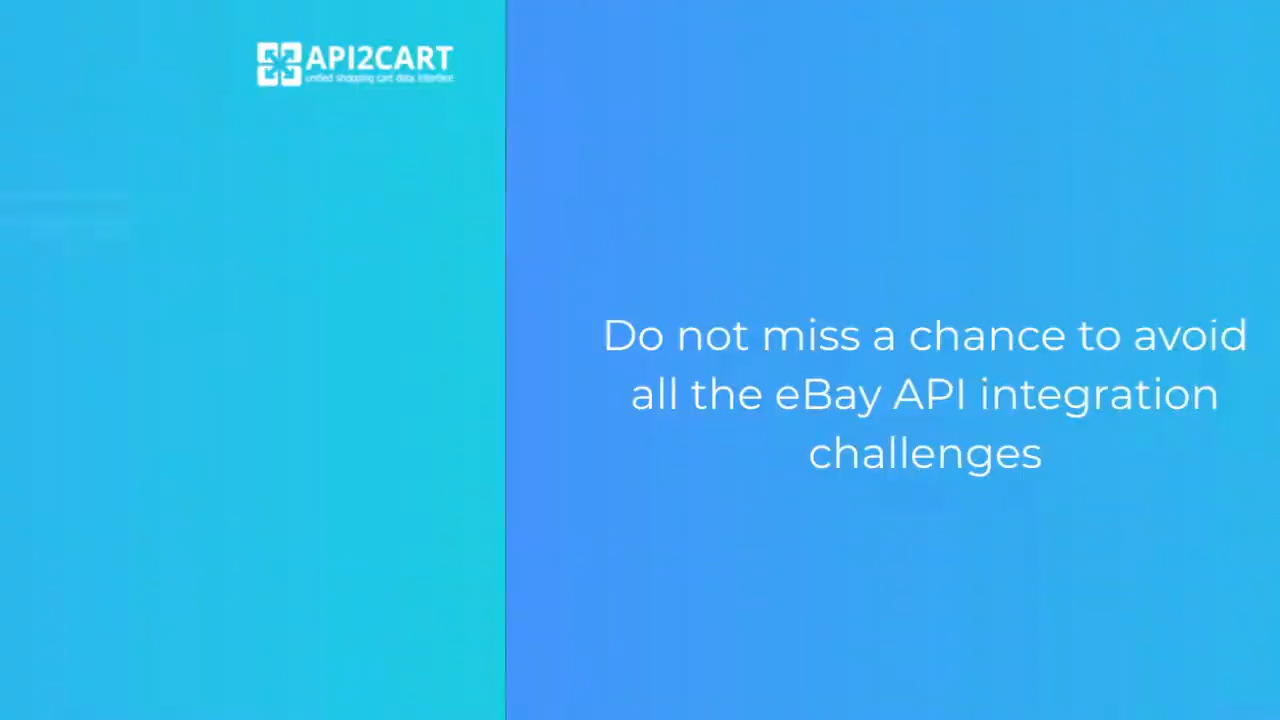 API2CART
unified shopping cart data interface
Do not miss a chance to avoid
all the eBay API integration
challenges